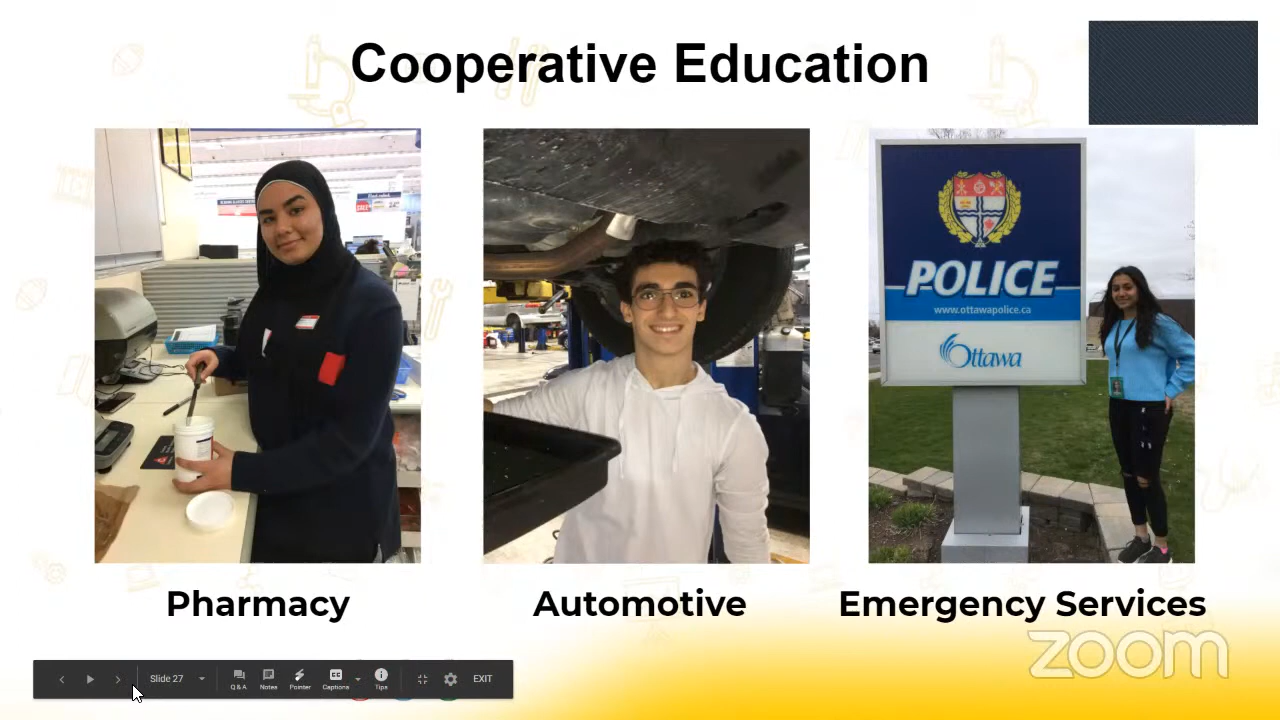 Cooperative Education
POLICE
www.ottawapolice.ca
Ottawa
Pharmacy
Automotive
Emergency Services
zoom
Slide 27
Q & A
Notes
Pointer
CC
Captions
Tips
EXIT